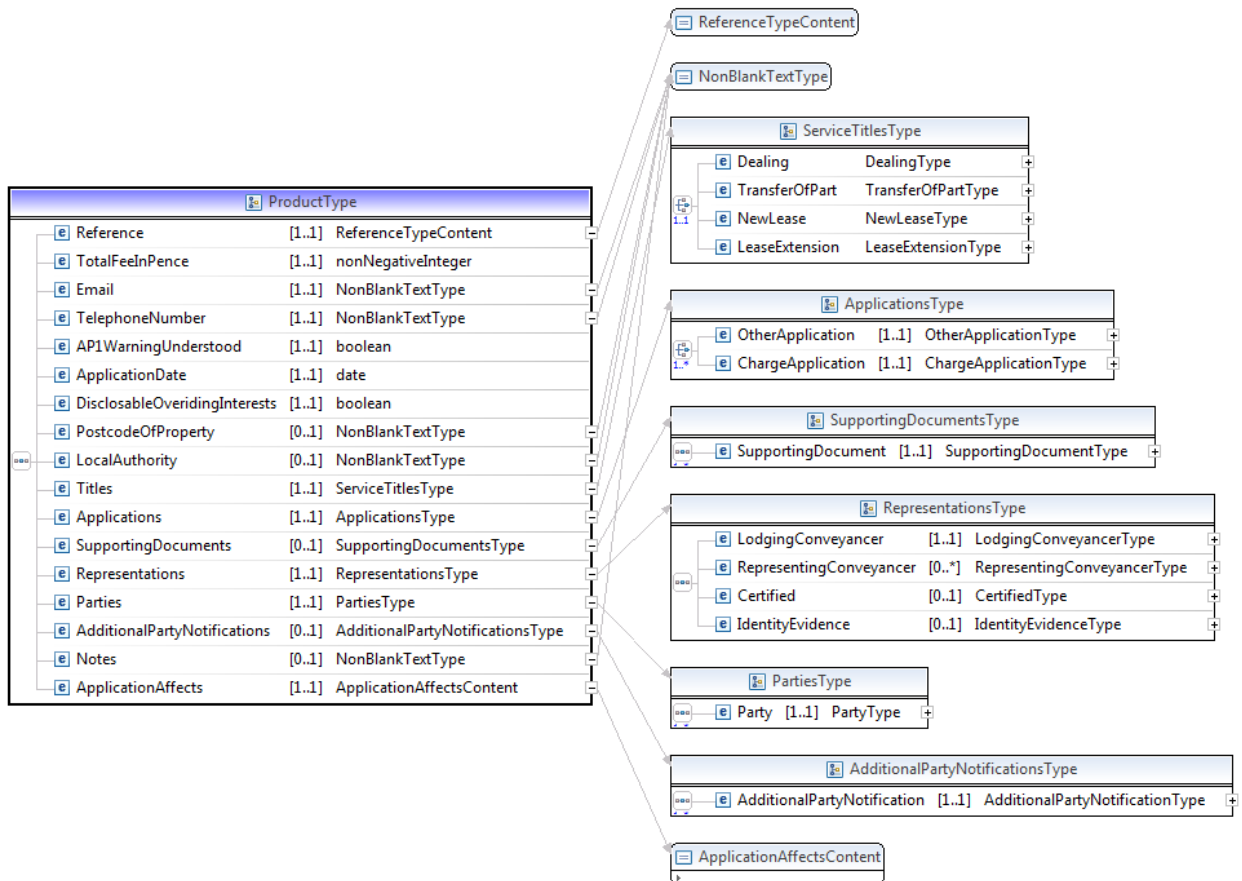 ProductType
Reference [1..1] ReferenceTypeContent
TotalFeeInPence [1..1] nonNegativeInteger
Email [1..1] NonBlankTextType
TelephoneNumber [1..1] NonBlankTextType
AP1WarningUnderstood [1..1] boolean
ApplicationDate [1..1] date
DisclosableOveridingInterests [1..1] boolean
PostcodeOfProperty [0..1] NonBlankTextType
LocalAuthority [0..1] NonBlankTextType
Titles [1..1] ServiceTitlesType
Applications [1..1] ApplicationsType
SupportingDocuments [0..1] SupportingDocumentsType
Representations [1..1] RepresentationsType
Parties [1..1] PartiesType
AdditionalPartyNotifications [0..1] AdditionalPartyNotificationsType
Notes [0..1] NonBlankTextType
ApplicationAffects [1..1] ApplicationAffectsContent
ReferenceTypeContent
NonBlankTextType
ServiceTitlesType
Dealing DealingType
TransferOfPart TransferOfPartType
1..1
NewLease NewLeaseType
LeaseExtension LeaseExtensionType
ApplicationsType
OtherApplication [1..1] OtherApplicationType
1..*
ChargeApplication [1..1] ChargeApplicationType
SupportingDocumentsType
SupportingDocument [1..1] SupportingDocumentType
RepresentationsType
LodgingConveyancer [1..1] LodgingConveyancerType
RepresentingConveyancer [0..*] RepresentingConveyancerType
Certified [0..1] CertifiedType
IdentityEvidence [0..1] IdentityEvidenceType
PartiesType
Party [1..1] PartyType
AdditionalPartyNotificationsType
AdditionalPartyNotification [1..1] AdditionalPartyNotificationType
ApplicationAffectsContent